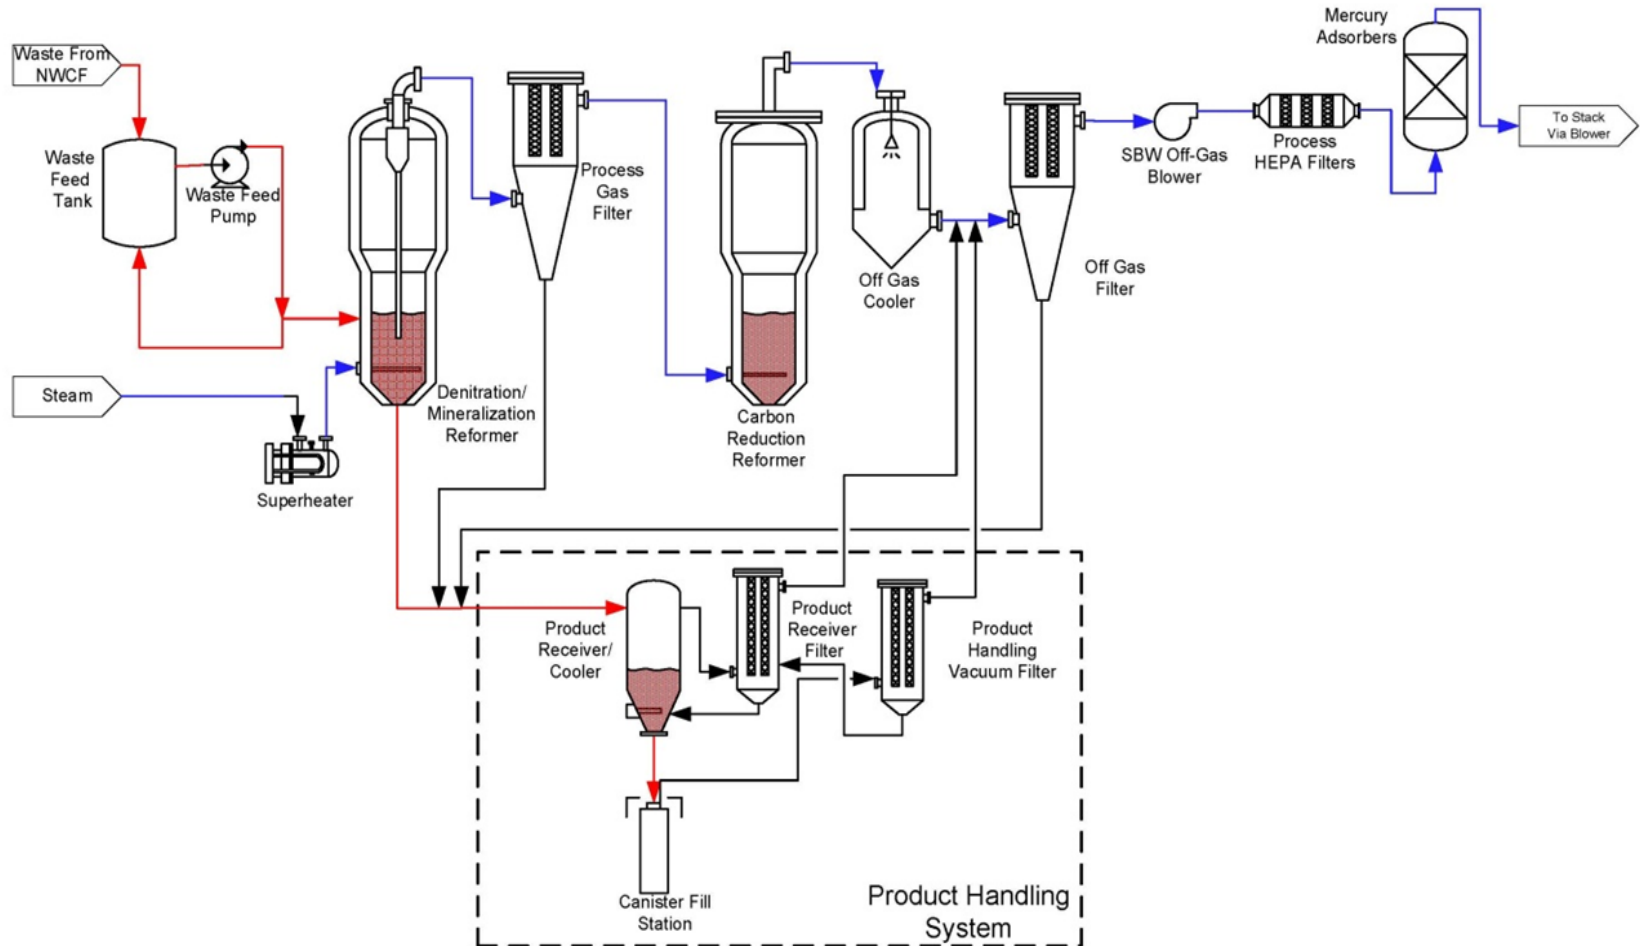 Waste From
NWCF
Waste
Feed
Tank
Waste Feed
Pump
Steam
Superheater
Denitration/
Mineralization
Reformer
Process
Gas
Filter
Carbon
Reduction
Reformer
Off Gas
Cooler
Off Gas
Filter
SBW Off-Gas
Blower
Process
HEPA Filters
Mercury
Adsorbers
To Stack
Via Blower
Product
Receiver/
Cooler
Product
Receiver
Filter
Product
Handling
Vacuum Filter
Canister Fill
Station
Product Handling
System